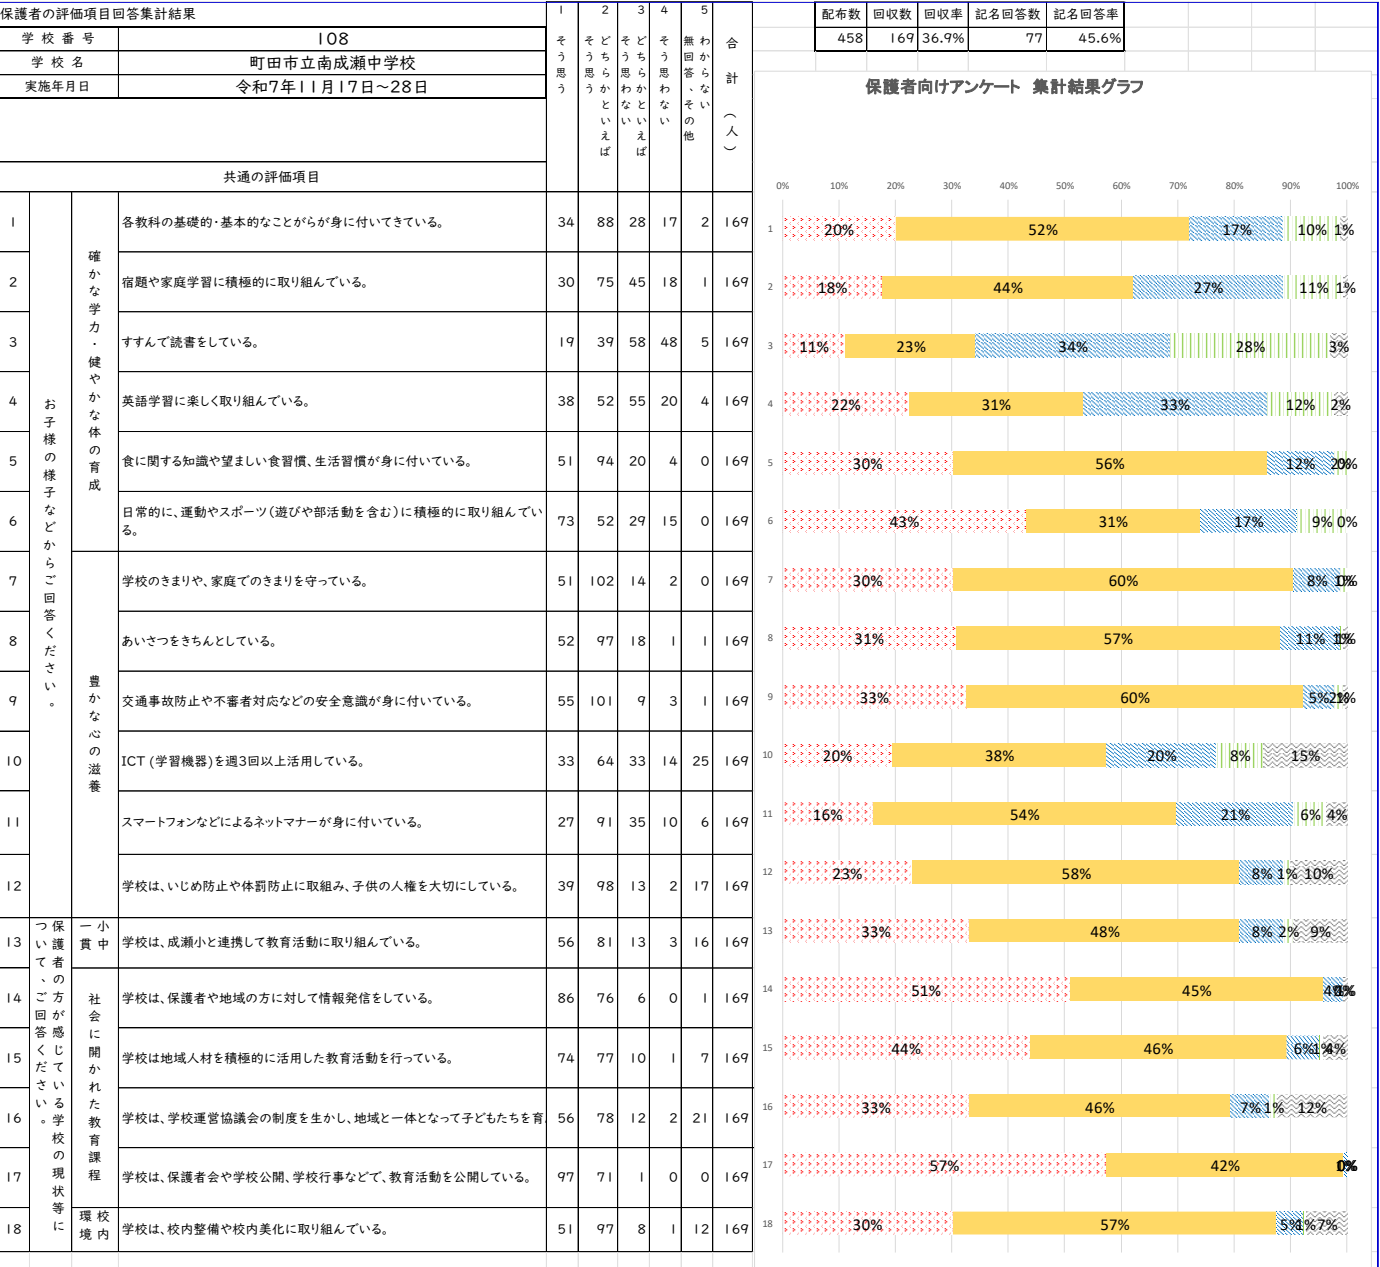 保護者の評価項目回答集計結果
学校番号 108
学校名 町田市立南成瀬中学校
実施年月日 令和7年11月17日～28日
共通の評価項目
1 そう思う
2 どちらかといえばそう思う
3 どちらかといえばそう思わない
4 そう思わない
5 わからない無回答、その他
合計（人）
配布数 回収数 回収率 記名回答数 記名回答率
458 169 36.9% 77 45.6%
お子様の様子などからご回答ください。
確かな学力・健やかな体の育成
1 各教科の基礎的・基本的なことがらが身に付いてきている。 34 88 28 17 2 169
2 宿題や家庭学習に積極的に取り組んでいる。 30 75 45 18 1 169
3 すすんで読書をしている。 19 39 58 48 5 169
4 英語学習に楽しく取り組んでいる。 38 52 55 20 4 169
5 食に関する知識や望ましい食習慣、生活習慣が身に付いている。 51 94 20 4 0 169
6 日常的に、運動やスポーツ（遊びや部活動を含む）に積極的に取り組んでい
る。 73 52 29 15 0 169
豊かな心の滋養
7 学校のきまりや、家庭でのきまりを守っている。 51 102 14 2 0 169
8 あいさつをきちんとしている。 52 97 18 1 1 169
9 交通事故防止や不審者対応などの安全意識が身に付いている。 55 101 9 3 1 169
10 ICT（学習機器）を週3回以上活用している。 33 64 33 14 25 169
11 スマートフォンなどによるネットマナーが身に付いている。 27 91 35 10 6 169
12 学校は、いじめ防止や体罰防止に取組み、子供の人権を大切にしている。 39 98 13 2 17 169
保護者の方が感じている学校の現状等について、ご回答ください。
小中一貫
13 学校は、成瀬小と連携して教育活動に取り組んでいる。 56 81 13 3 16 169
社会に開かれた教育課程
14 学校は、保護者や地域の方に対して情報発信をしている。 86 76 6 0 1 169
15 学校は地域人材を積極的に活用した教育活動を行っている。 74 77 10 1 7 169
16 学校は、学校運営協議会の制度を生かし、地域と一体となって子どもたちを育 56 78 12 2 21 169
17 学校は、保護者会や学校公開、学校行事などで、教育活動を公開している。 97 71 1 0 0 169
校内環境
18 学校は、校内整備や校内美化に取り組んでいる。 51 97 8 1 12 169
保護者向けアンケート 集計結果グラフ
0% 10% 20% 30% 40% 50% 60% 70% 80% 90% 100%
1 20% 52% 17% 10% 1%
2 18% 44% 27% 11% 1%
3 11% 23% 34% 28% 3%
4 22% 31% 33% 12% 2%
5 30% 56% 12% 2% 0%
6 43% 31% 17% 9% 0%
7 30% 60% 8% 1% 0%
8 31% 57% 11% 1% 1%
9 33% 60% 5% 2% 1%
10 20% 38% 20% 8% 15%
11 16% 54% 21% 6% 4%
12 23% 58% 8% 1% 10%
13 33% 48% 8% 2% 9%
14 51% 45% 4%
15 44% 46% 6% 1% 4%
16 33% 46% 7% 1% 12%
17 57% 42% 0%
18 30% 57% 5% 1% 7%